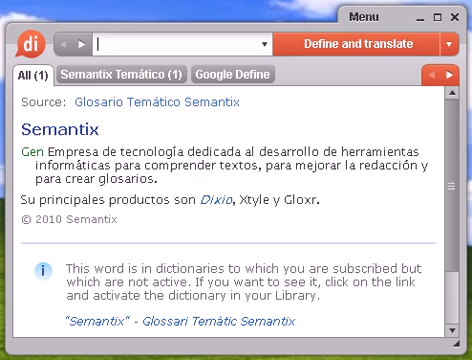 Menu
di
Define and translate
All (1)
Semantix Temático (1)
Google Define
Source: Glosario Temático Semantix
Semantix
Gen Empresa de tecnología dedicada al desarrollo de herramientas
informáticas para comprender textos, para mejorar la redacción y
para crear glosarios.
Su principales productos son Dixio, Xtyle y Gloxr.
© 2010 Semantix
i
This word is in dictionaries to which you are subscribed but
which are not active. If you want to see it, click on the link
and activate the dictionary in your Library.
"Semantix" - Glossari Temàtic Semantix